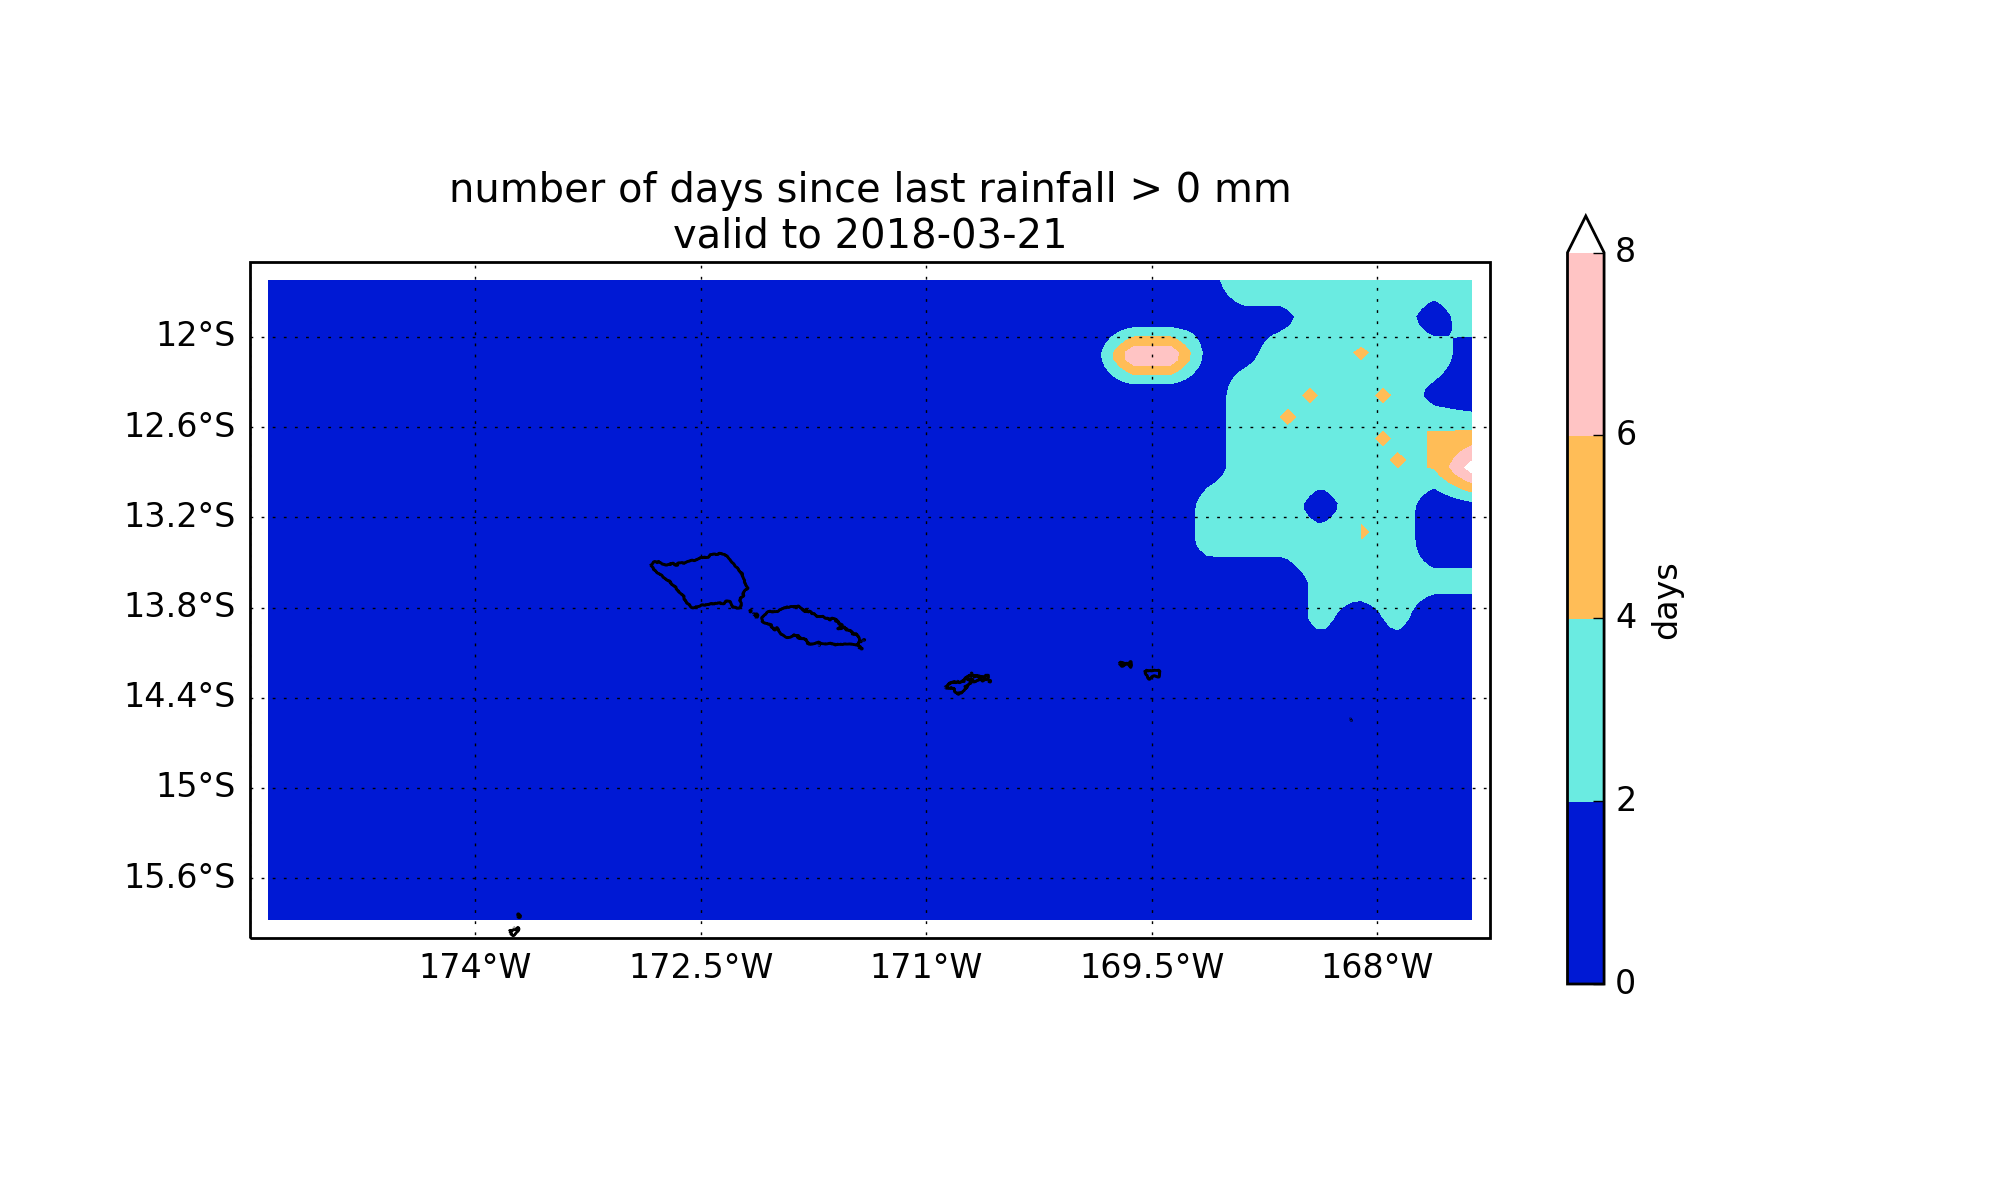 number of days since last rainfall > 0 mm
valid to 2018-03-21
12°S
12.6°S
13.2°S
13.8°S
14.4°S
15°S
15.6°S
174°W
172.5°W
171°W
169.5°W
168°W
8
6
4
2
0
days